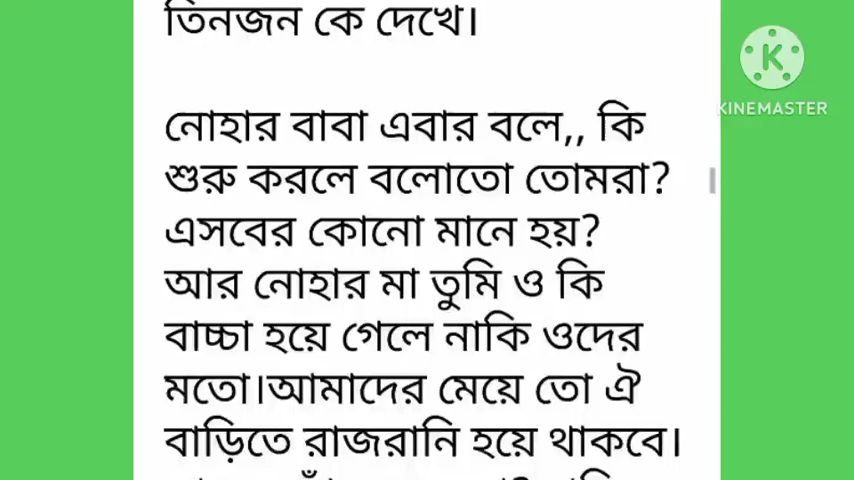 তিনজন কে দেখে।
নোহার বাবা এবার বলে,, কি
শুরু করলে বলোতো তোমরা?
এসবের কোনো মানে হয়?
আর নোহার মা তুমি ও কি
বাচ্চা হয়ে গেলে নাকি ওদের
মতো।আমাদের মেয়ে তো ঐ
বাড়িতে রাজরানি হয়ে থাকবে।
KINEMASTER